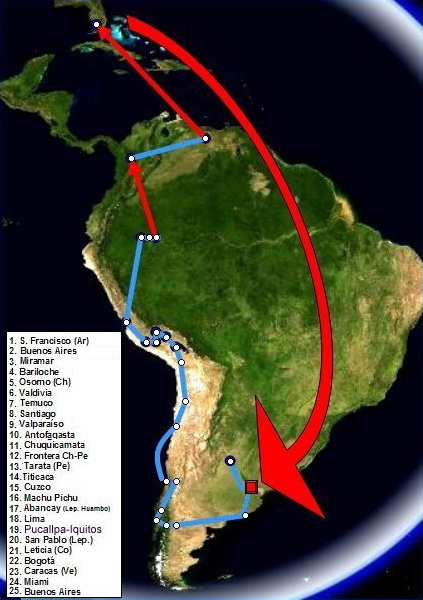 1. S. Francisco (Ar)
2. Buenos Aires
3. Miramar
4. Bariloche
5. Osomo (Ch)
6. Valdivia
7. Temuco
8. Santiago
9. Valparaíso
10. Antofagasta
11. Chuquicamata
12. Frontera Ch-Pe
13. Tarata (Pe)
14. Titicaca
15. Cuzco
16. Machu Pichu
17. Abancay (Lep. Huambo)
18. Lima
19. Pucallpa-Iquitos
20. San Pablo (Lep.)
21. Leticia (Co)
22. Bogotá
23. Caracas (Ve)
24. Miami
25. Buenos Aires